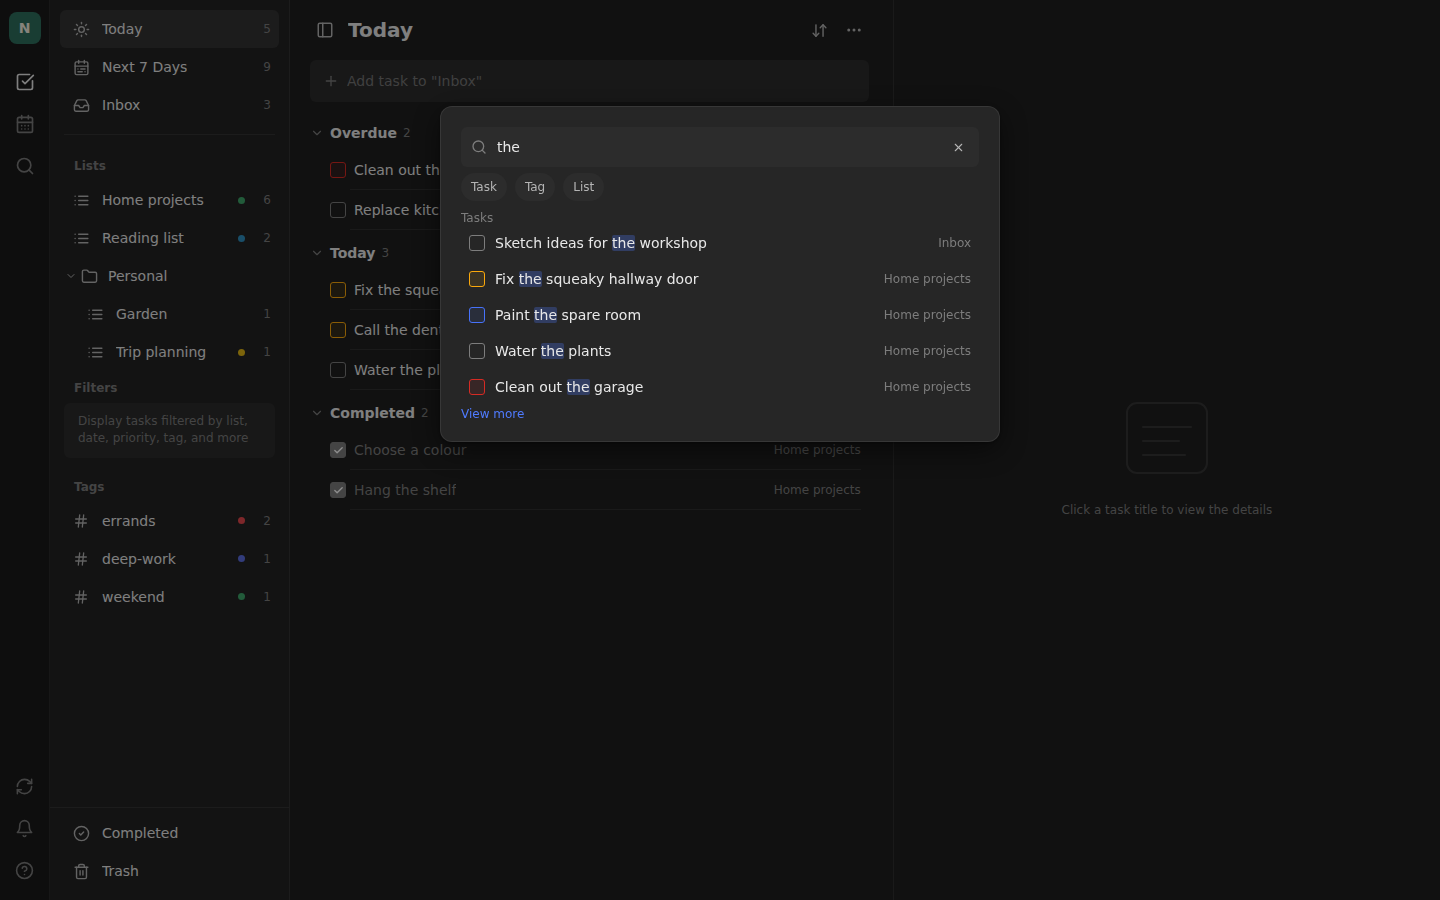 N
Today 5
Next 7 Days 9
Inbox 3
Lists
Home projects 6
Reading list 2
Personal
Garden 1
Trip planning 1
Filters
Display tasks filtered by list,
date, priority, tag, and more
Tags
errands 2
deep-work 1
weekend 1
Completed
Trash
Today
Add task to "Inbox"
Overdue 2
Clean out th
Replace kitc
Today 3
Fix the sque
Call the dent
Water the pl
Completed 2
Choose a colour Home projects
Hang the shelf Home projects
the
Task Tag List
Tasks
Sketch ideas for the workshop Inbox
Fix the squeaky hallway door Home projects
Paint the spare room Home projects
Water the plants Home projects
Clean out the garage Home projects
View more
Click a task title to view the details